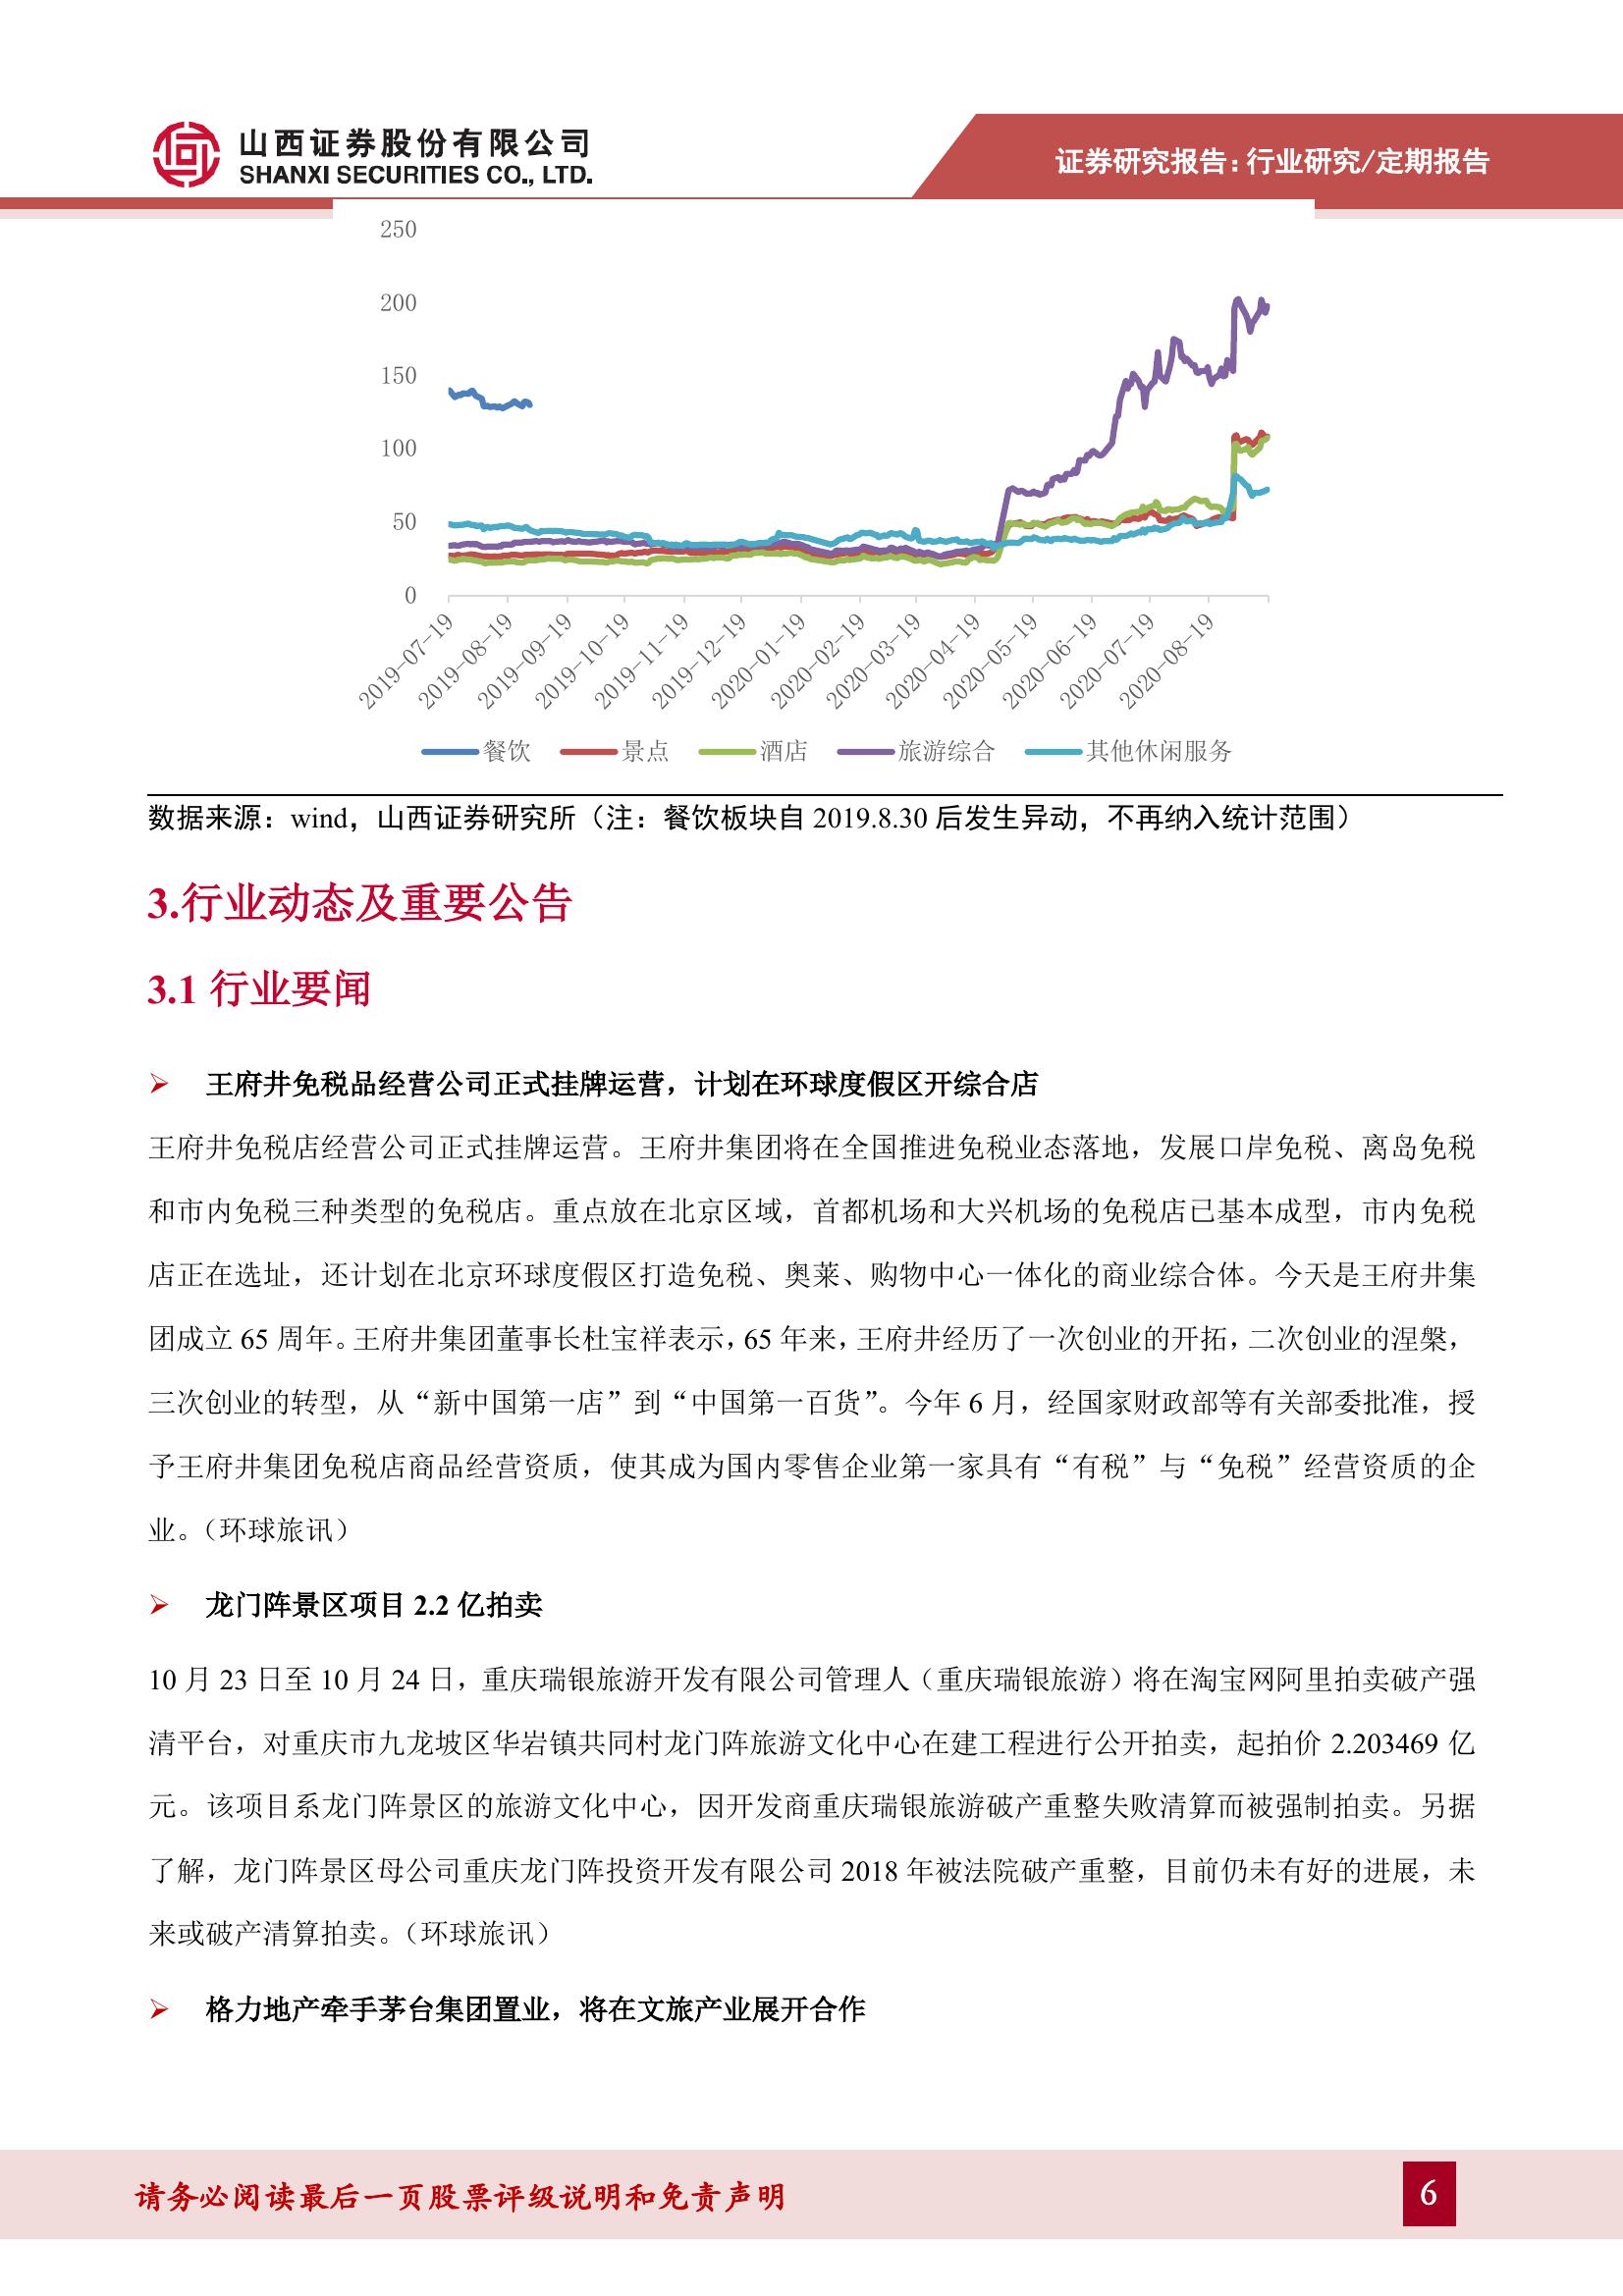 山西证券股份有限公司
SHANXI SECURITIES CO., LTD.
证券研究报告：行业研究/定期报告
250
200
150
100
50
0
2019-07-19
2019-08-19
2019-09-19
2019-10-19
2019-11-19
2019-12-19
2020-01-19
2020-02-19
2020-03-19
2020-04-19
2020-05-19
2020-06-19
2020-07-19
2020-08-19
餐饮 景点 酒店 旅游综合 其他休闲服务
数据来源：wind，山西证券研究所（注：餐饮板块自 2019.8.30 后发生异动，不再纳入统计范围）
3.行业动态及重要公告
3.1 行业要闻
➢ 王府井免税品经营公司正式挂牌运营，计划在环球度假区开综合店
王府井免税店经营公司正式挂牌运营。王府井集团将在全国推进免税业态落地，发展口岸免税、离岛免税
和市内免税三种类型的免税店。重点放在北京区域，首都机场和大兴机场的免税店已基本成型，市内免税
店正在选址，还计划在北京环球度假区打造免税、奥莱、购物中心一体化的商业综合体。今天是王府井集
团成立 65 周年。王府井集团董事长杜宝祥表示，65 年来，王府井经历了一次创业的开拓，二次创业的涅槃，
三次创业的转型，从“新中国第一店”到“中国第一百货”。今年 6 月，经国家财政部等有关部委批准，授
予王府井集团免税店商品经营资质，使其成为国内零售企业第一家具有“有税”与“免税”经营资质的企
业。（环球旅讯）
➢ 龙门阵景区项目 2.2 亿拍卖
10 月 23 日至 10 月 24 日，重庆瑞银旅游开发有限公司管理人（重庆瑞银旅游）将在淘宝网阿里拍卖破产强
清平台，对重庆市九龙坡区华岩镇共同村龙门阵旅游文化中心在建工程进行公开拍卖，起拍价 2.203469 亿
元。该项目系龙门阵景区的旅游文化中心，因开发商重庆瑞银旅游破产重整失败清算而被强制拍卖。另据
了解，龙门阵景区母公司重庆龙门阵投资开发有限公司 2018 年被法院破产重整，目前仍未有好的进展，未
来或破产清算拍卖。（环球旅讯）
➢ 格力地产牵手茅台集团置业，将在文旅产业展开合作
请务必阅读最后一页股票评级说明和免责声明
6